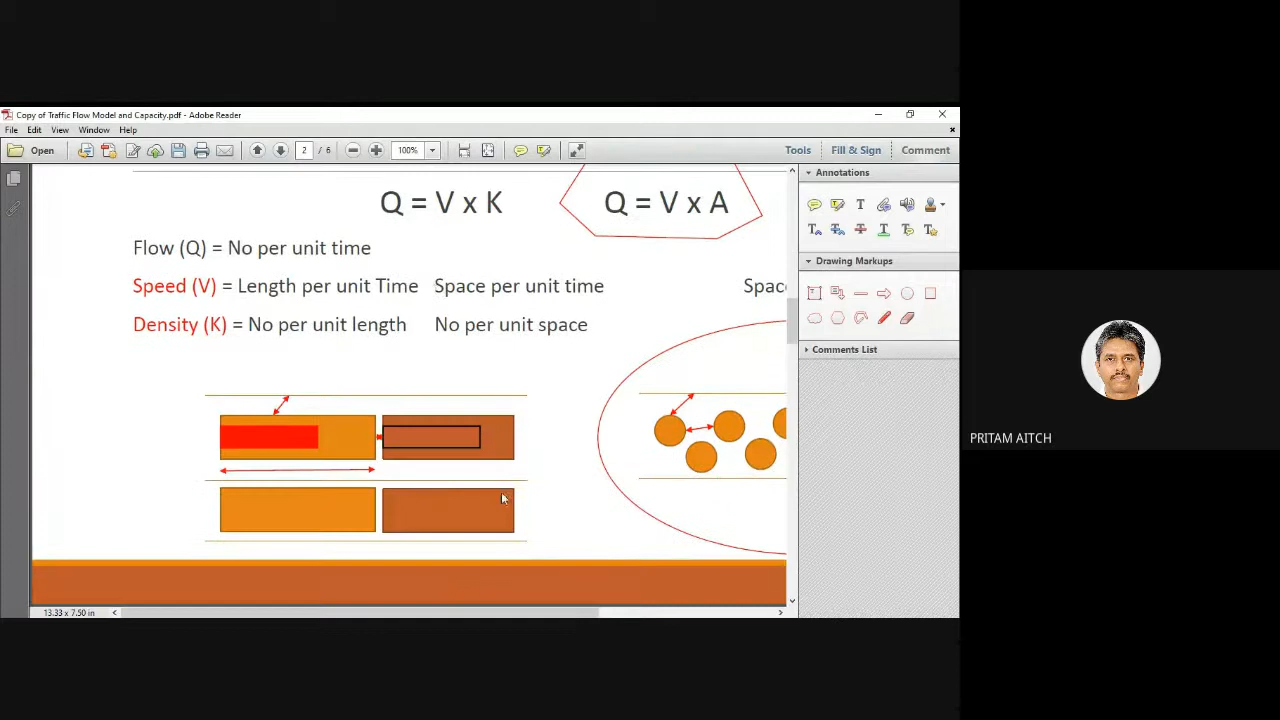 Copy of Traffic Flow Model and Capacity.pdf - Adobe Reader
File Edit View Window Help
Open 2 / 6 100% Tools Fill & Sign Comment
Annotations
Q = V x K Q = V x A
Flow (Q) = No per unit time
Speed (V) = Length per unit Time Space per unit time Spac
Density (K) = No per unit length No per unit space
Drawing Markups
Comments List
13.33 x 7.50 in
PRITAM AITCH